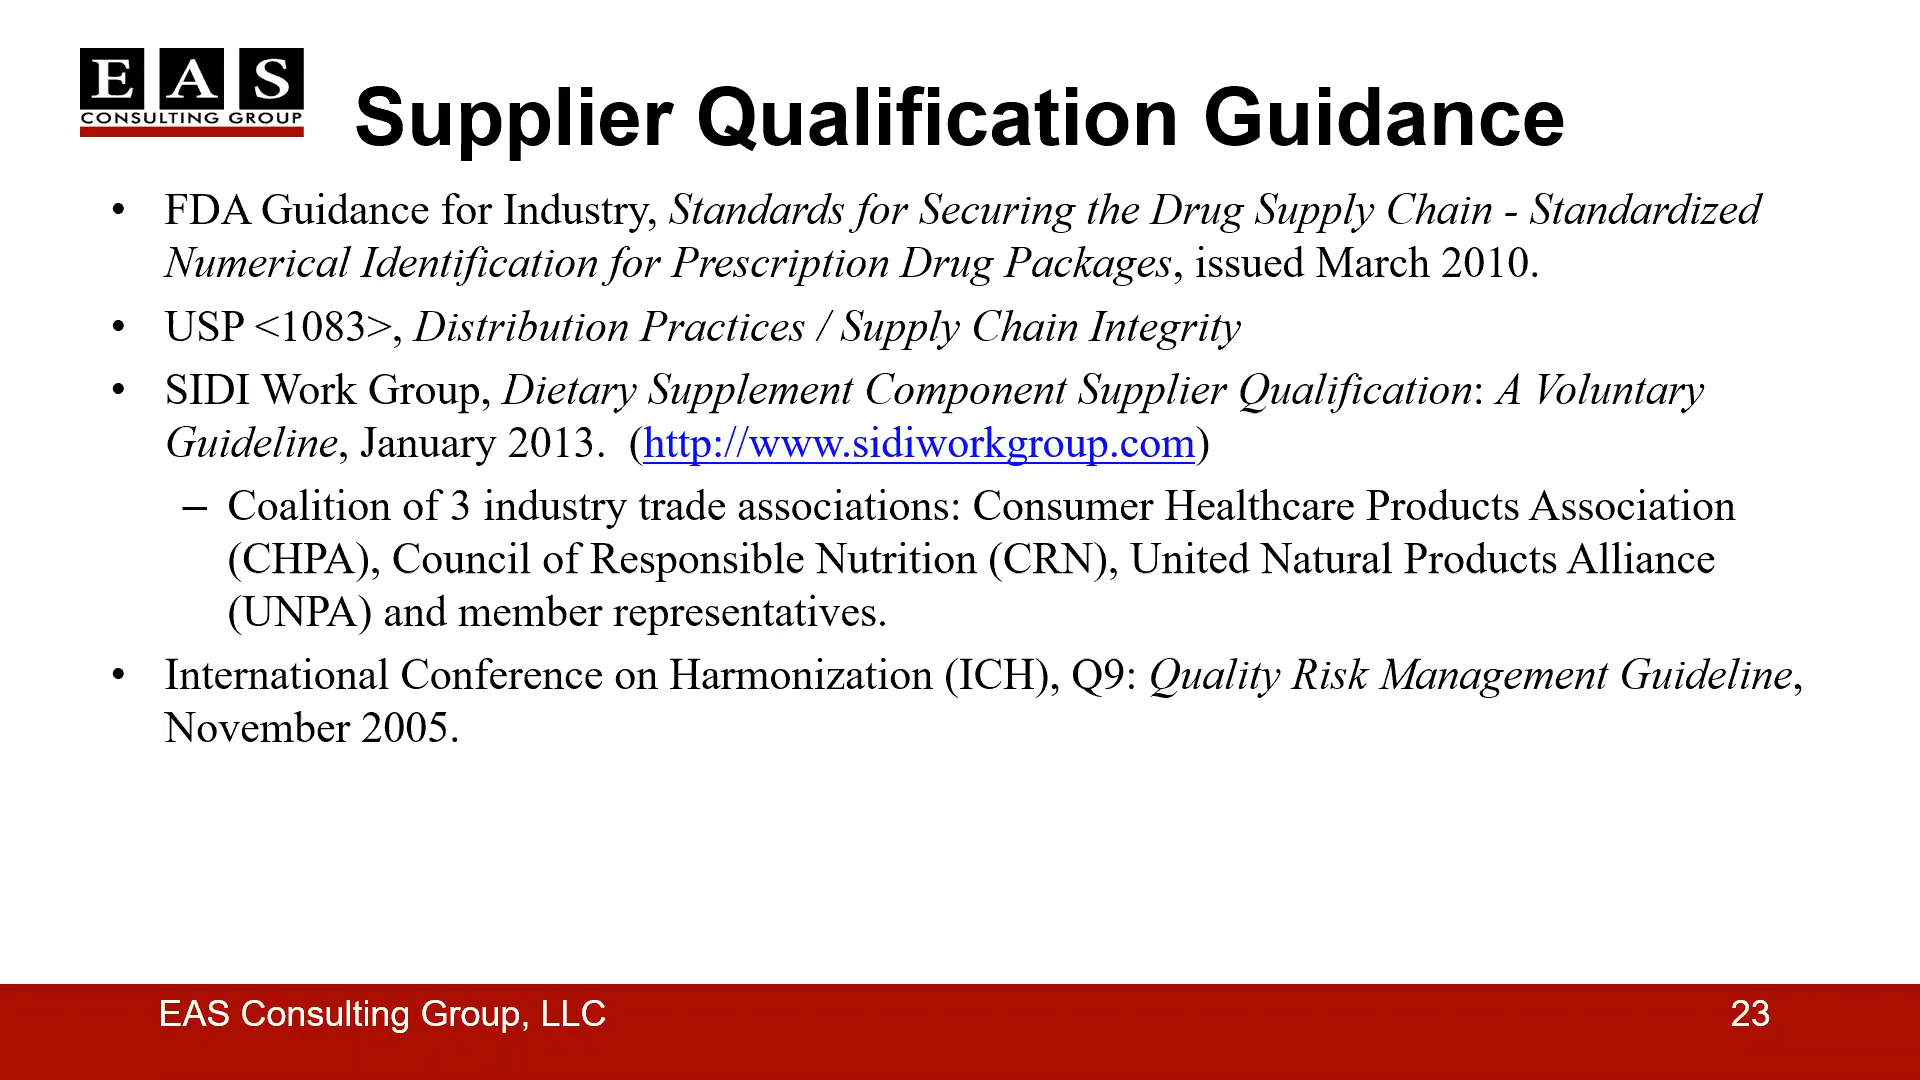 EAS
CONSULTING GROUP
Supplier Qualification Guidance
• FDA Guidance for Industry, Standards for Securing the Drug Supply Chain - Standardized
Numerical Identification for Prescription Drug Packages, issued March 2010.
• USP <1083>, Distribution Practices / Supply Chain Integrity
• SIDI Work Group, Dietary Supplement Component Supplier Qualification: A Voluntary
Guideline, January 2013.  (http://www.sidiworkgroup.com)
– Coalition of 3 industry trade associations: Consumer Healthcare Products Association
(CHPA), Council of Responsible Nutrition (CRN), United Natural Products Alliance
(UNPA) and member representatives.
• International Conference on Harmonization (ICH), Q9: Quality Risk Management Guideline,
November 2005.
EAS Consulting Group, LLC
23